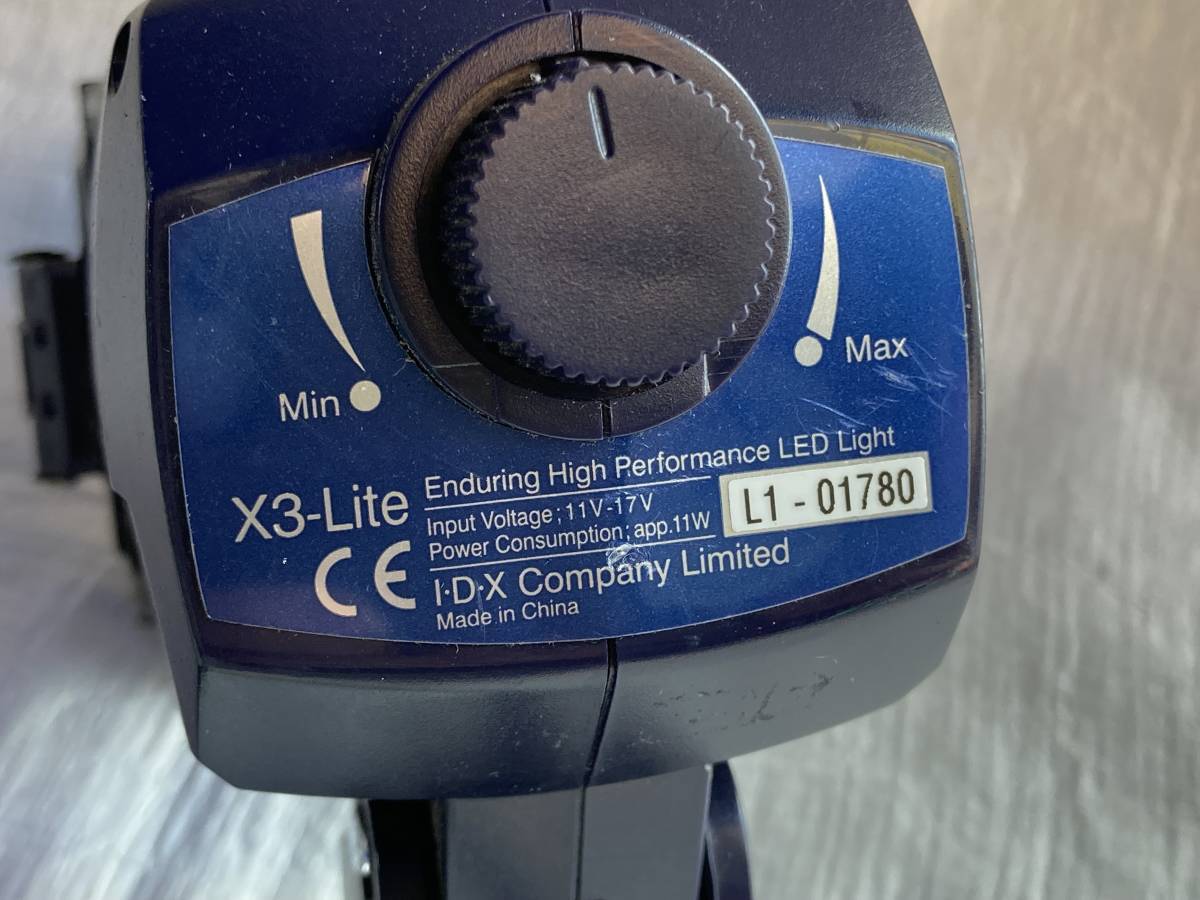 Min
Max
X3-Lite
Enduring High Performance LED Light
Input Voltage;11V-17V
Power Consumption;app.11W
L1-01780
CE
I·D·X Company Limited
Made in China